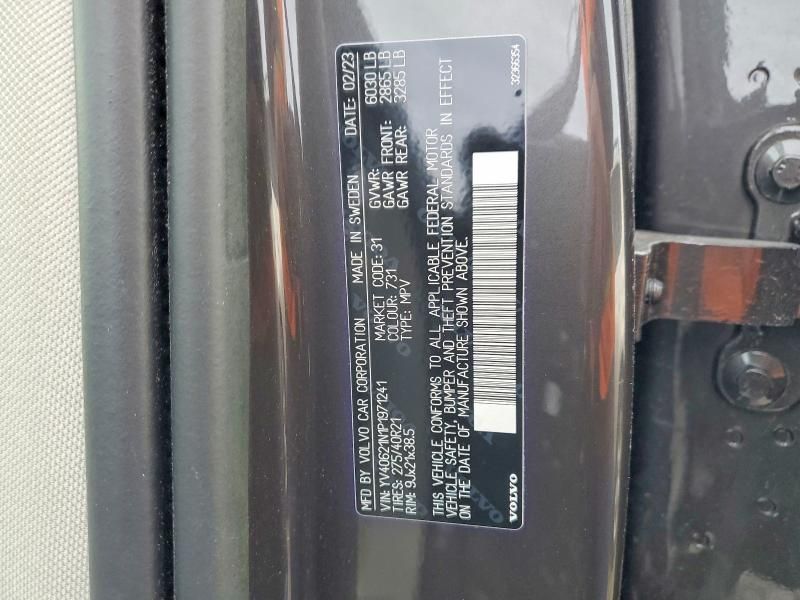 MFD BY VOLVO CAR CORPORATION MADE IN SWEDEN DATE: 02/23
VIN: YV40621N1P1971241 MARKET CODE: 31 GVWR: 6030 LB
TIRES: 275/40R21 COLOUR: 731 GAWR FRONT: 2865 LB
RIM: 9Jx21x38.5 TYPE: MPV GAWR REAR: 3285 LB
THIS VEHICLE CONFORMS TO ALL APPLICABLE FEDERAL MOTOR
VEHICLE SAFETY, BUMPER AND THEFT PREVENTION STANDARDS IN EFFECT
ON THE DATE OF MANUFACTURE SHOWN ABOVE.
VOLVO 32366354